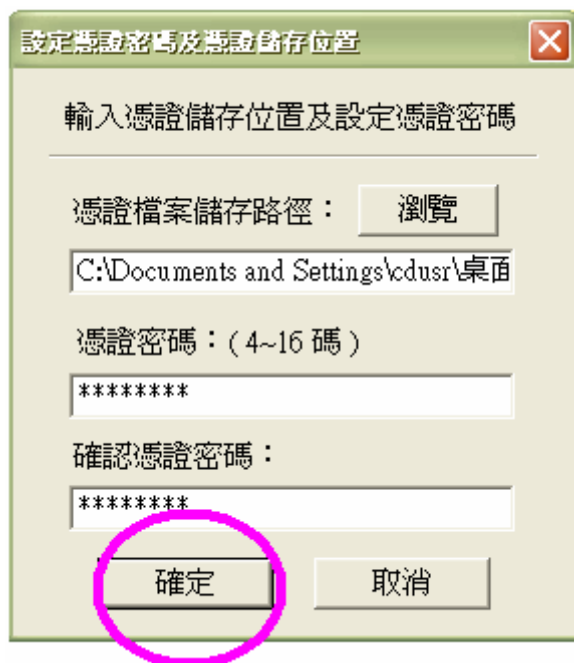 設定憑證密碼及憑證儲存位置
輸入憑證儲存位置及設定憑證密碼
憑證檔案儲存路徑： 瀏覽
C:\Documents and Settings\cdusr\桌面
憑證密碼：( 4~16 碼 )
********
確認憑證密碼：
********
確定 取消